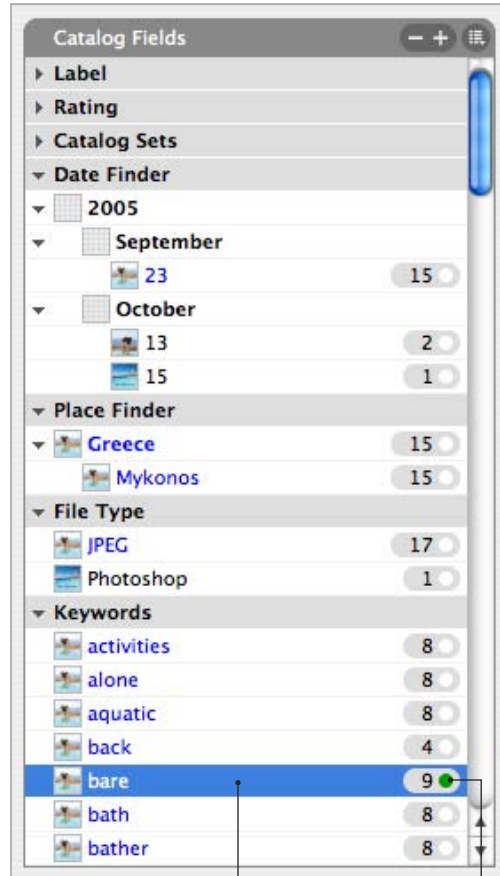 Catalog Fields
Label
Rating
Catalog Sets
Date Finder
2005
September
23 15
October
13 2
15 1
Place Finder
Greece 15
Mykonos 15
File Type
JPEG 17
Photoshop 1
Keywords
activities 8
alone 8
aquatic 8
back 4
bare 9
bath 8
bather 8